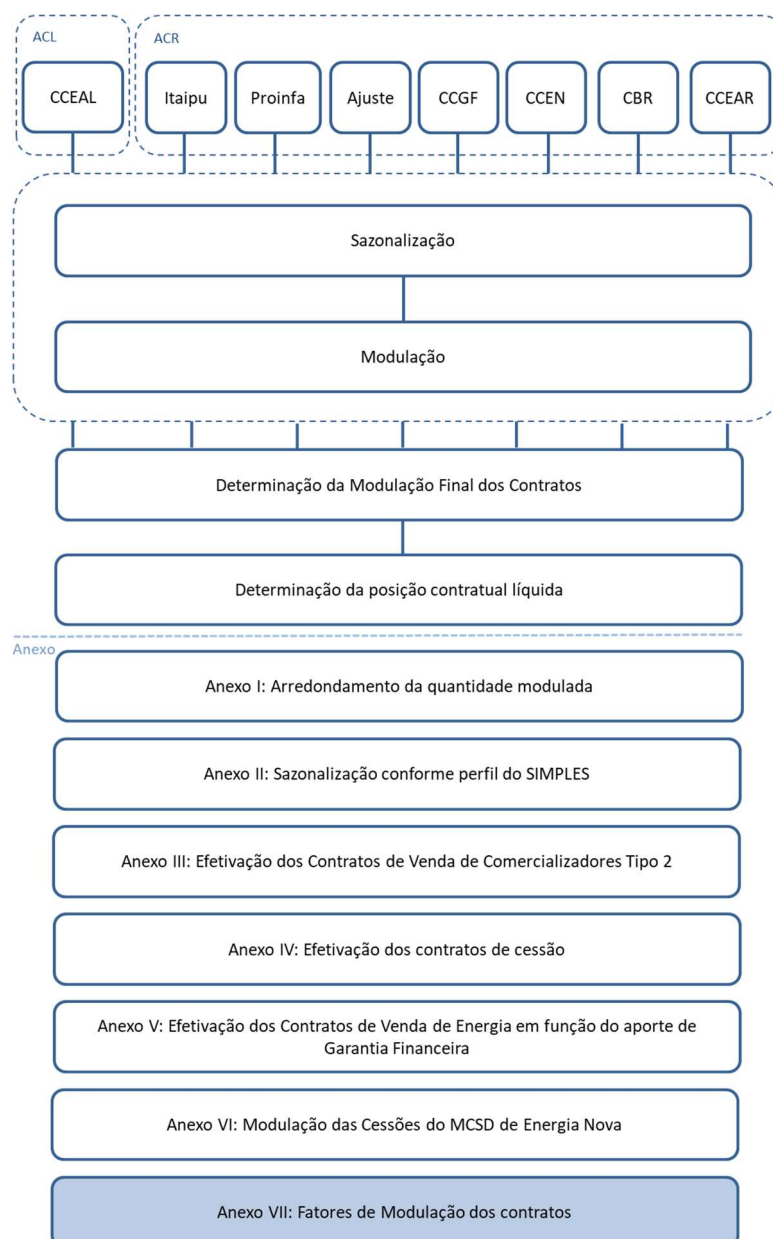 ACL
ACR
CCEAL
Itaipu
Proinfa
Ajuste
CCGF
CCEN
CBR
CCEAR
Sazonalização
Modulação
Determinação da Modulação Final dos Contratos
Determinação da posição contratual líquida
Anexo
Anexo I: Arredondamento da quantidade modulada
Anexo II: Sazonalização conforme perfil do SIMPLES
Anexo III: Efetivação dos Contratos de Venda de Comercializadores Tipo 2
Anexo IV: Efetivação dos contratos de cessão
Anexo V: Efetivação dos Contratos de Venda de Energia em função do aporte de
Garantia Financeira
Anexo VI: Modulação das Cessões do MCSD de Energia Nova
Anexo VII: Fatores de Modulação dos contratos